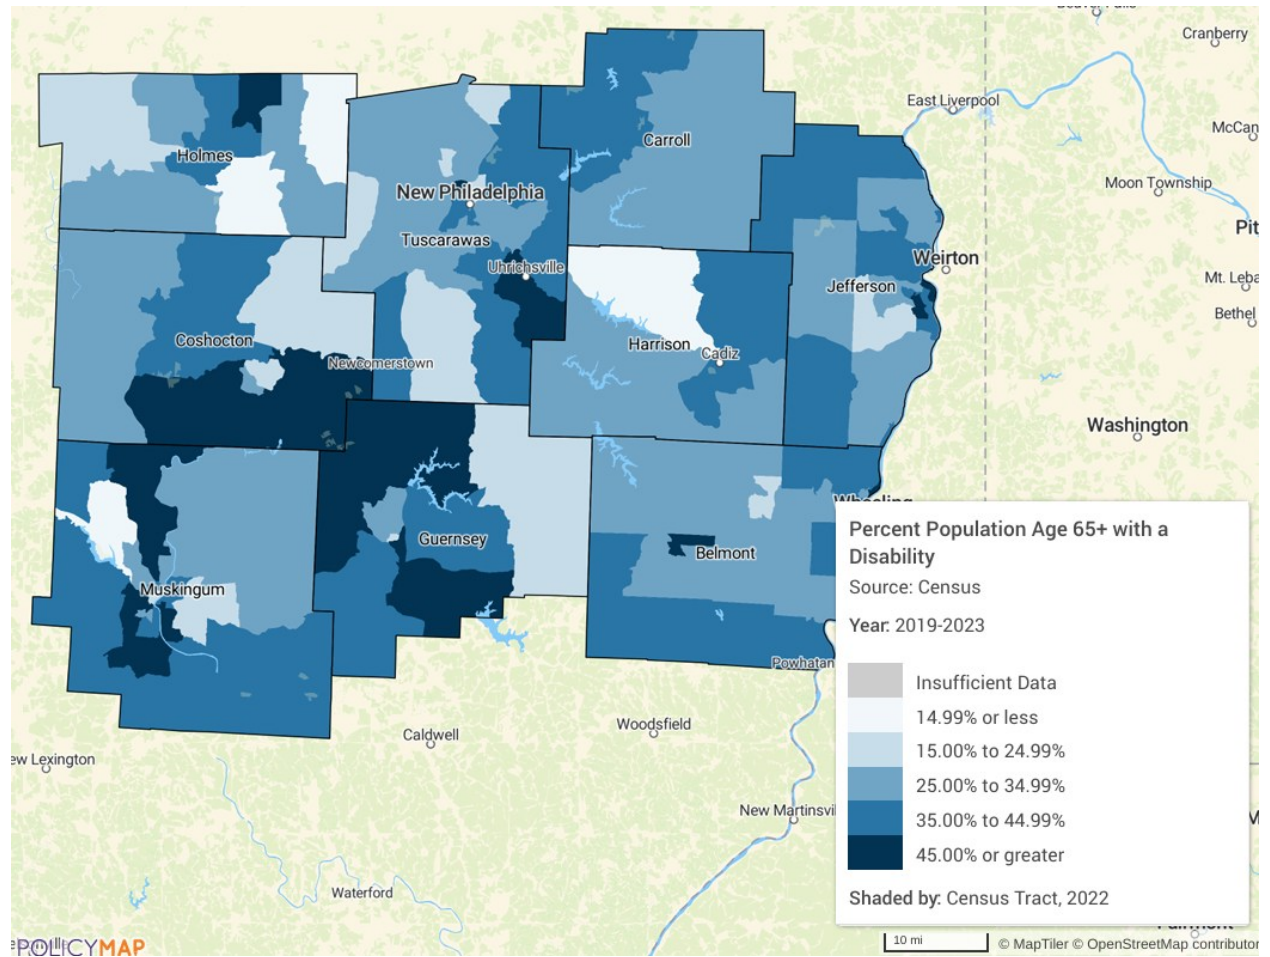 Cranberry
East Liverpool
McCan
Carroll
Holmes
Moon Township
New Philadelphia
Pit
Tuscarawas
Weirton
Uhrichsville
Mt. Leba
Jefferson
Bethel
Coshocton
Harrison
Cadiz
Newcomerstown
Washington
Percent Population Age 65+ with a
Disability
Guernsey
Belmont
Source: Census
Muskingum
Year: 2019-2023
Powhatan
Insufficient Data
14.99% or less
Woodsfield
Caldwell
15.00% to 24.99%
ew Lexington
25.00% to 34.99%
New Martinsvil
35.00% to 44.99%
45.00% or greater
Waterford
Shaded by: Census Tract, 2022
POLICYMAP
10 mi
© MapTiler © OpenStreetMap contributor